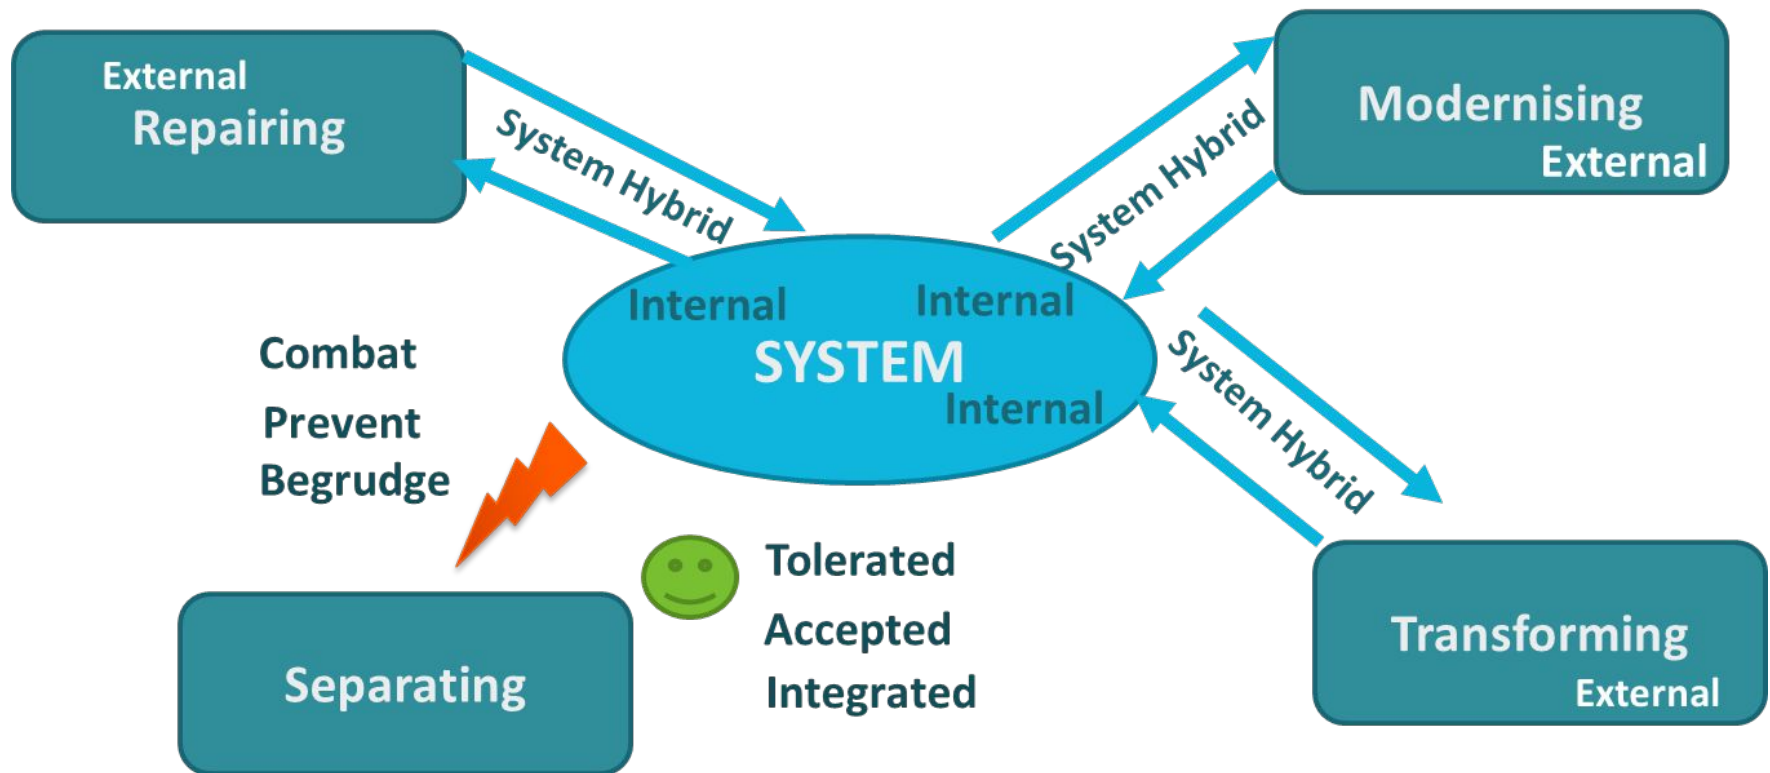 External
Repairing
System Hybrid
System Hybrid
Modernising
External
Internal
Internal
SYSTEM
Internal
System Hybrid
Combat
Prevent
Begrudge
Tolerated
Accepted
Integrated
Separating
Transforming
External